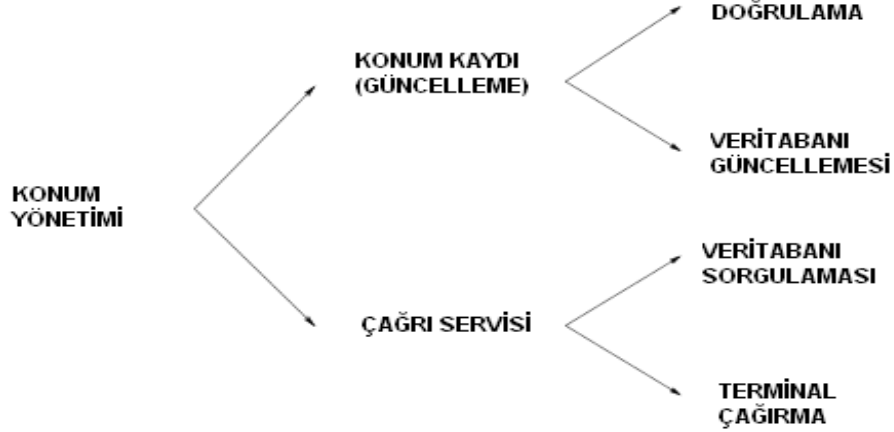 DOĞRULAMA
KONUM KAYDI
(GÜNCELLEME)
VERİTABANI
GÜNCELLEMESİ
KONUM
YÖNETİMİ
VERİTABANI
SORGULAMASI
ÇAĞRI SERVİSİ
TERMİNAL
ÇAĞIRMA